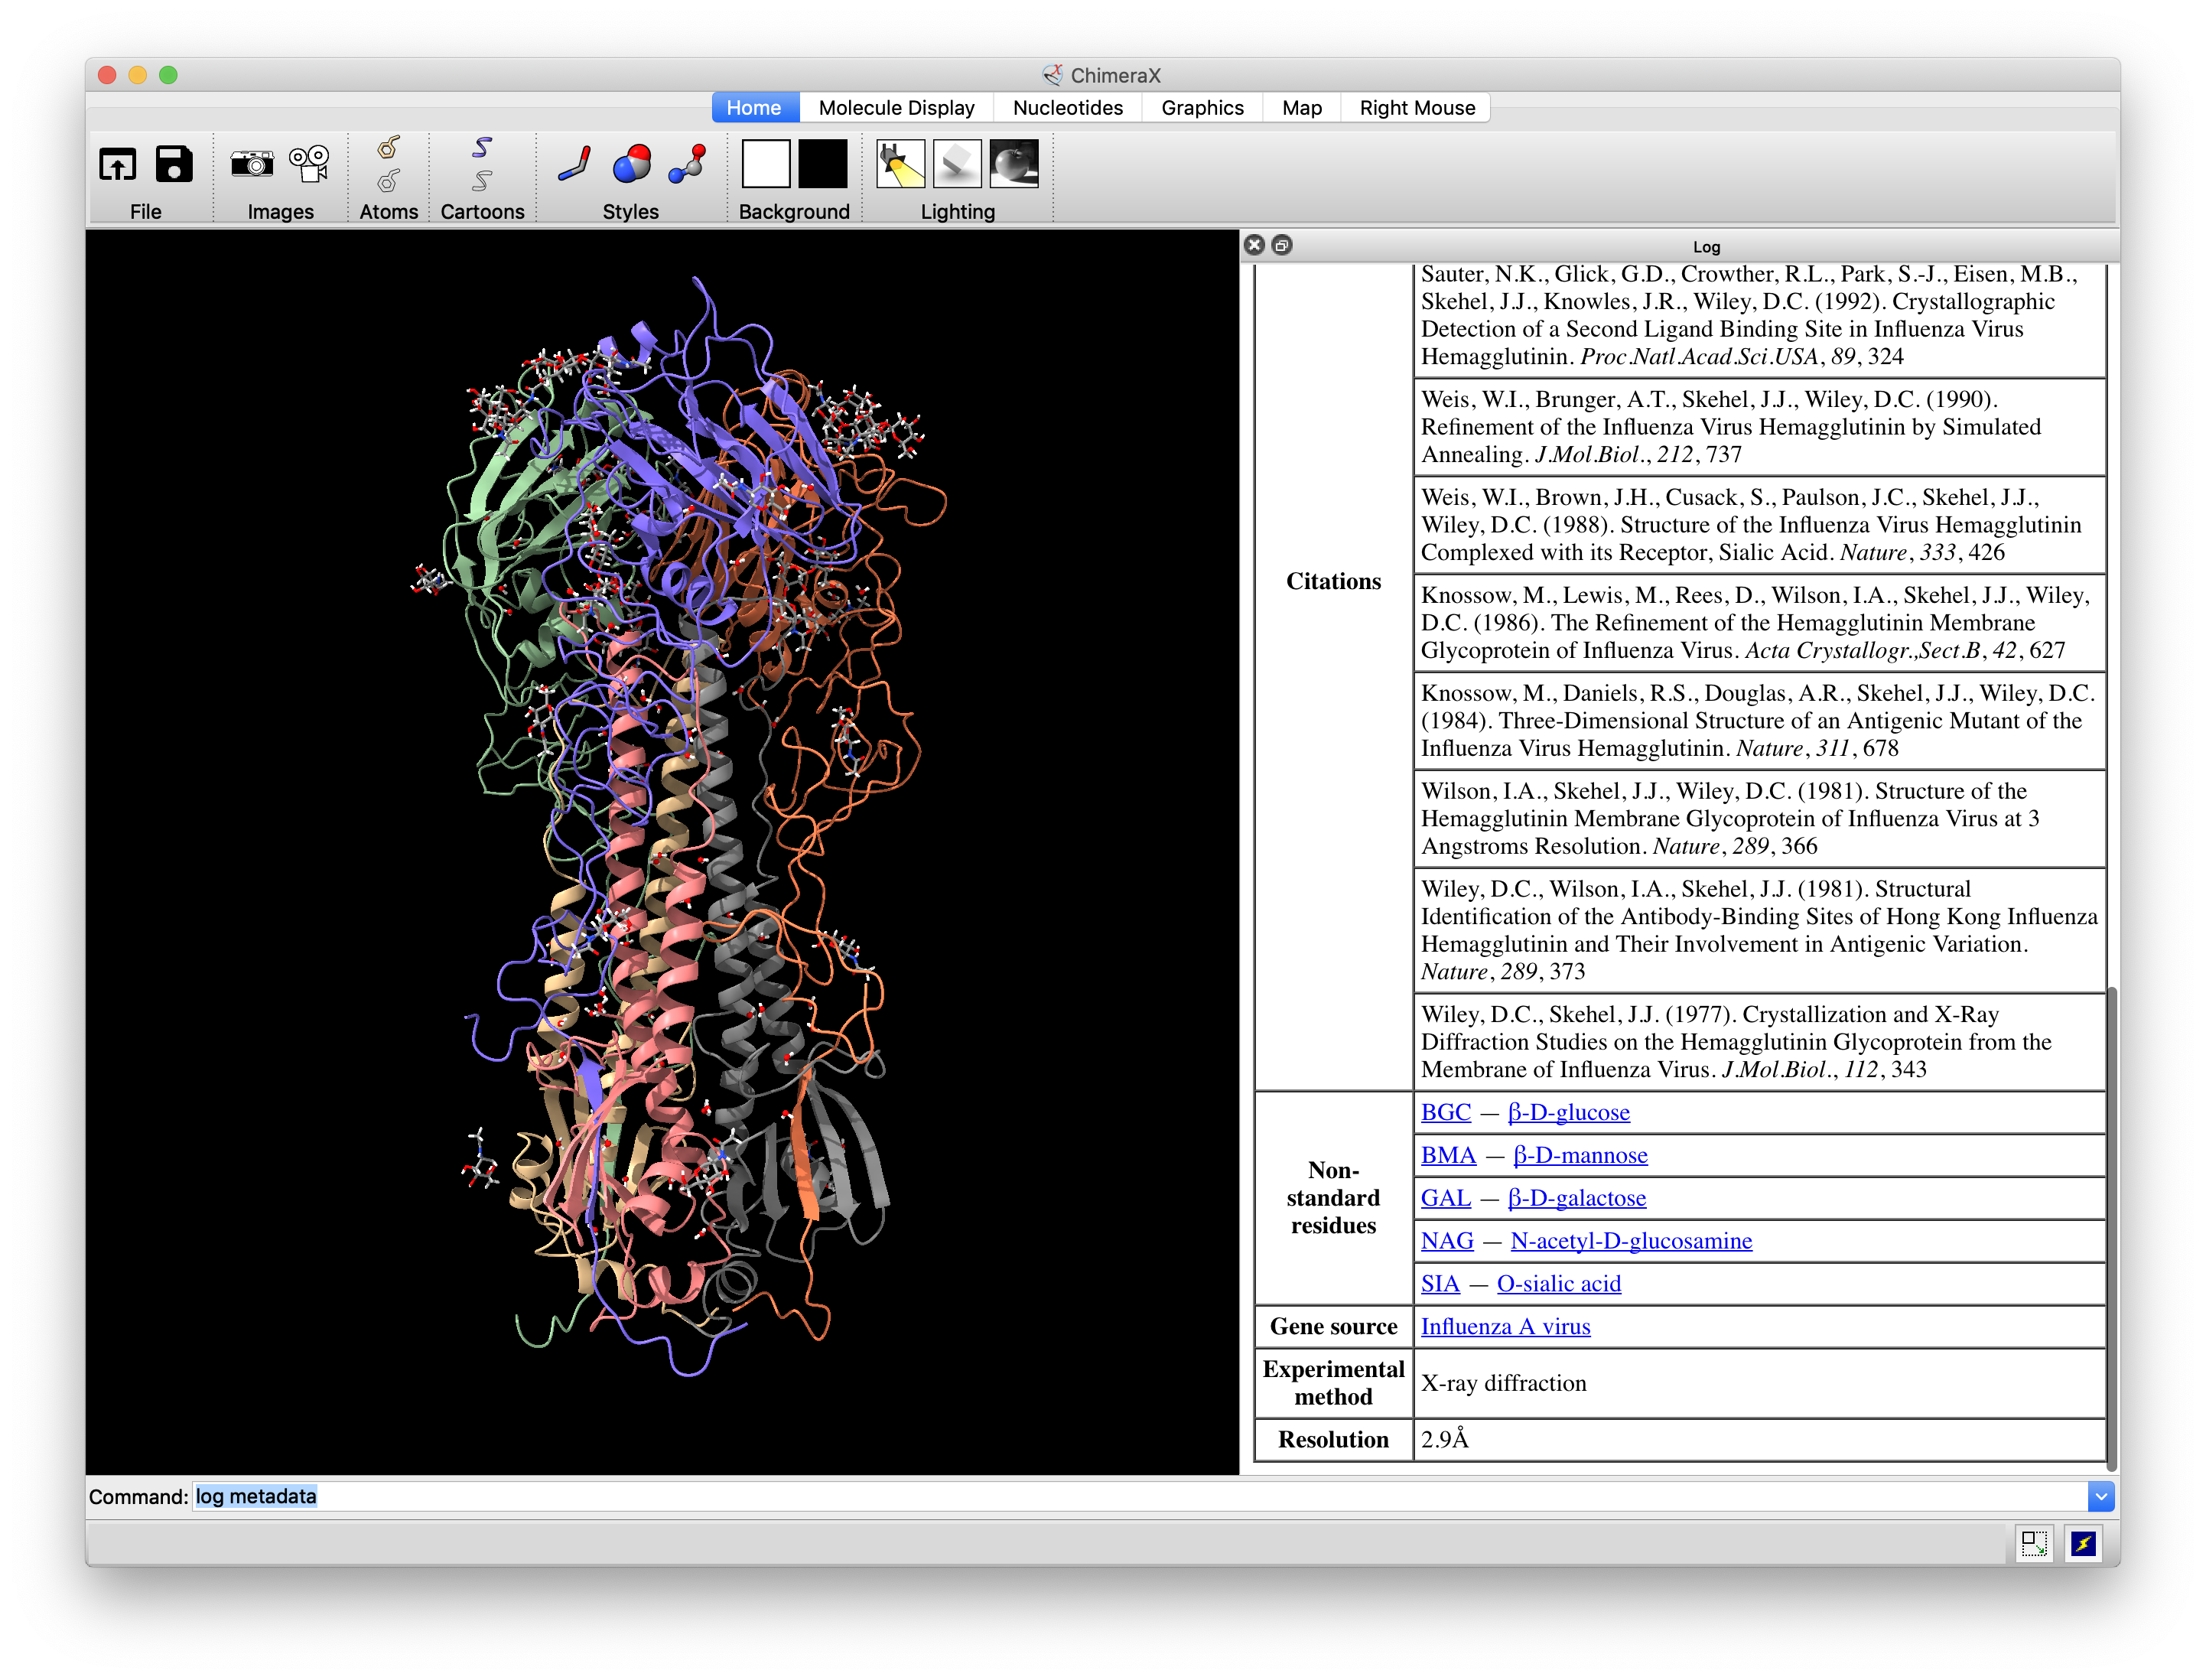 ChimeraX
Home
Molecule Display
Nucleotides
Graphics
Map
Right Mouse
File
Images
Atoms
Cartoons
Styles
Background
Lighting
Log
Citations
Sauter, N.K., Glick, G.D., Crowther, R.L., Park, S.-J., Eisen, M.B.,
Skehel, J.J., Knowles, J.R., Wiley, D.C. (1992). Crystallographic
Detection of a Second Ligand Binding Site in Influenza Virus
Hemagglutinin. Proc.Natl.Acad.Sci.USA, 89, 324
Weis, W.I., Brunger, A.T., Skehel, J.J., Wiley, D.C. (1990).
Refinement of the Influenza Virus Hemagglutinin by Simulated
Annealing. J.Mol.Biol., 212, 737
Weis, W.I., Brown, J.H., Cusack, S., Paulson, J.C., Skehel, J.J.,
Wiley, D.C. (1988). Structure of the Influenza Virus Hemagglutinin
Complexed with its Receptor, Sialic Acid. Nature, 333, 426
Knossow, M., Lewis, M., Rees, D., Wilson, I.A., Skehel, J.J., Wiley,
D.C. (1986). The Refinement of the Hemagglutinin Membrane
Glycoprotein of Influenza Virus. Acta Crystallogr.,Sect.B, 42, 627
Knossow, M., Daniels, R.S., Douglas, A.R., Skehel, J.J., Wiley, D.C.
(1984). Three-Dimensional Structure of an Antigenic Mutant of the
Influenza Virus Hemagglutinin. Nature, 311, 678
Wilson, I.A., Skehel, J.J., Wiley, D.C. (1981). Structure of the
Hemagglutinin Membrane Glycoprotein of Influenza Virus at 3
Angstroms Resolution. Nature, 289, 366
Wiley, D.C., Wilson, I.A., Skehel, J.J. (1981). Structural
Identification of the Antibody-Binding Sites of Hong Kong Influenza
Hemagglutinin and Their Involvement in Antigenic Variation.
Nature, 289, 373
Wiley, D.C., Skehel, J.J. (1977). Crystallization and X-Ray
Diffraction Studies on the Hemagglutinin Glycoprotein from the
Membrane of Influenza Virus. J.Mol.Biol., 112, 343
Non-
standard
residues
BGC — β-D-glucose
BMA — β-D-mannose
GAL — β-D-galactose
NAG — N-acetyl-D-glucosamine
SIA — O-sialic acid
Gene source
Influenza A virus
Experimental
method
X-ray diffraction
Resolution
2.9Å
Command: log metadata